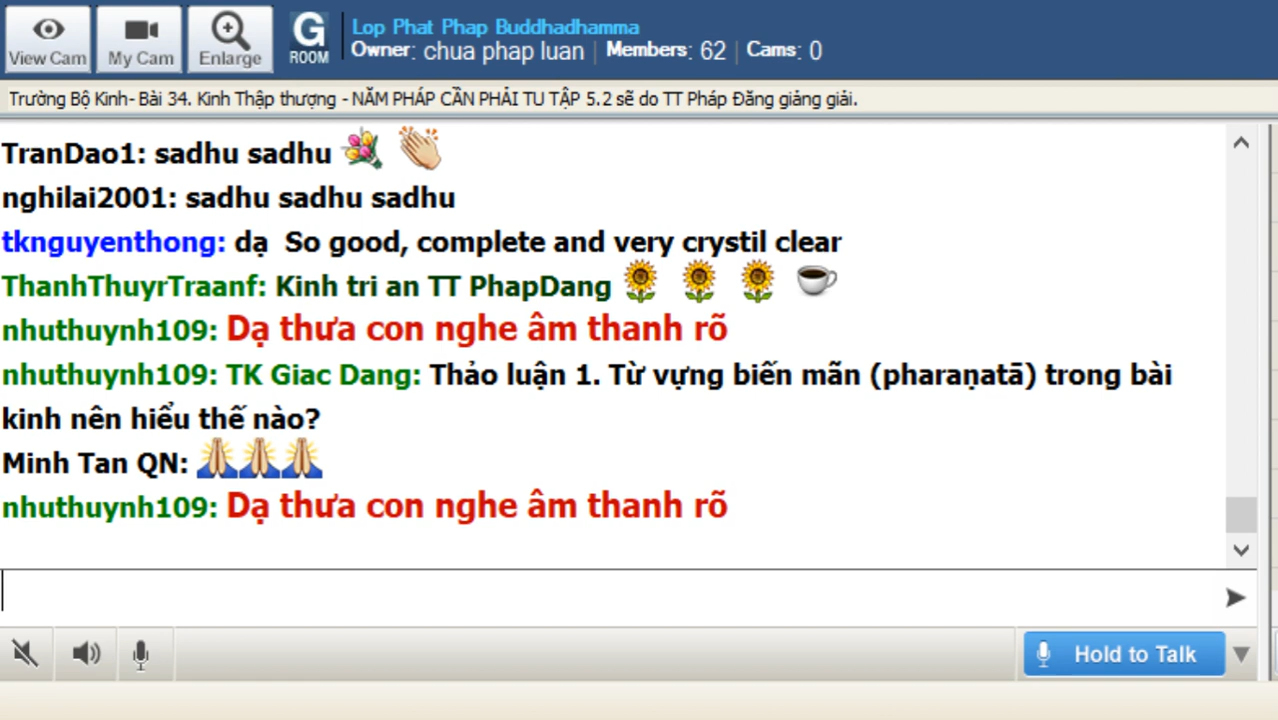 View Cam
My Cam
Enlarge
G
ROOM
Lop Phat Phap Buddhadhamma
Owner: chua phap luan | Members: 62 | Cams: 0
Trường Bộ Kinh- Bài 34. Kinh Thập thượng - NĂM PHÁP CẦN PHẢI TU TẬP 5.2 sẽ do TT Pháp Đăng giảng giải.
TranDao1: sadhu sadhu
nghilai2001: sadhu sadhu sadhu
tknguyenthong: dạ  So good, complete and very crystil clear
ThanhThuyrTraanf: Kinh tri an TT PhapDang
nhuthuynh109: Dạ thưa con nghe âm thanh rõ
nhuthuynh109: TK Giac Dang: Thảo luận 1. Từ vựng biến mãn (pharaṇatā) trong bài
kinh nên hiểu thế nào?
Minh Tan QN:
nhuthuynh109: Dạ thưa con nghe âm thanh rõ
Hold to Talk